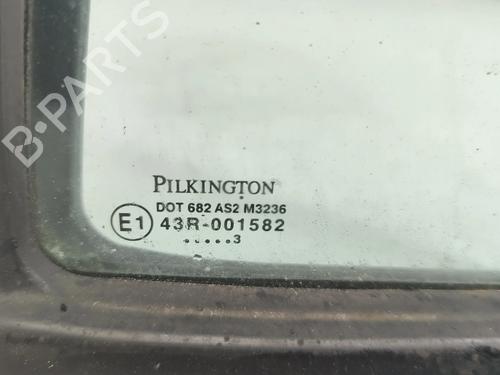 B-PARTS
PILKINGTON
DOT 682 AS2 M3236
E1 43R-001582
.....3